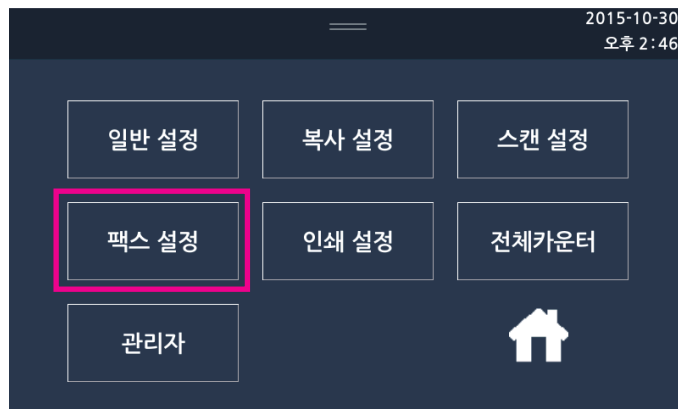 2015-10-30
오후 2:46
일반 설정
복사 설정
스캔 설정
팩스 설정
인쇄 설정
전체카운터
관리자